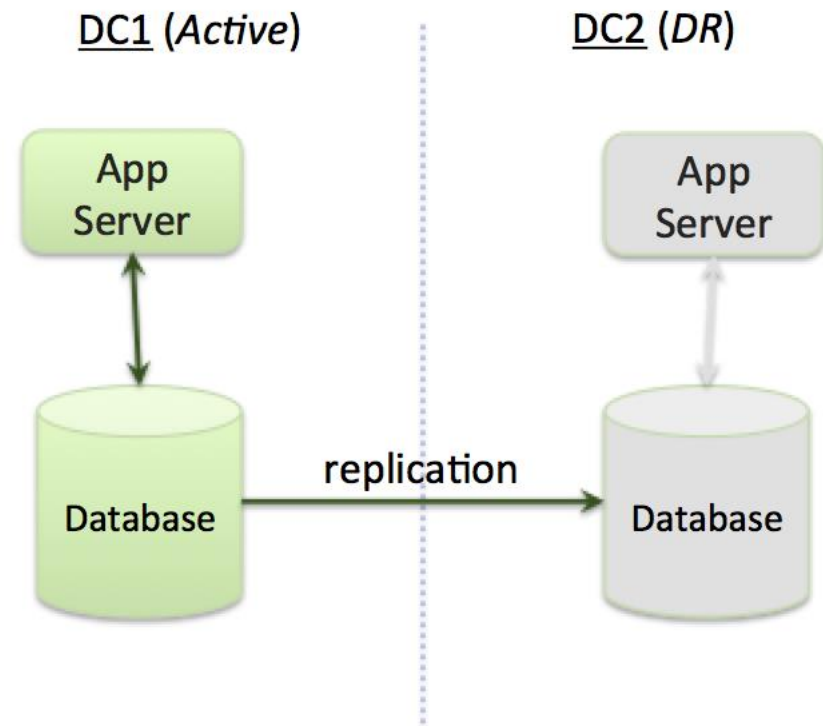 DC1 (Active)
DC2 (DR)
App
Server
App
Server
replication
Database
Database